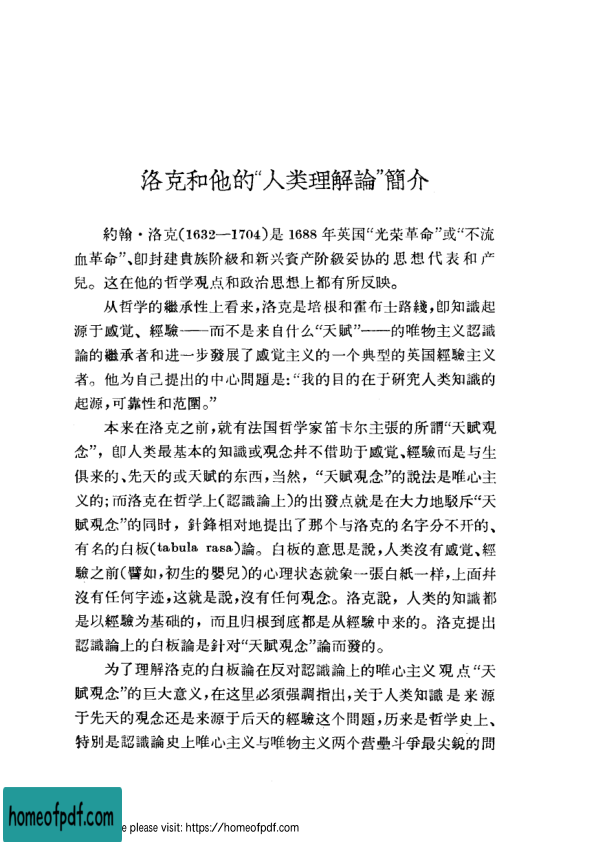 洛克和他的“人类理解論”簡介
約翰·洛克(1632—1704)是 1688 年英国“光荣革命”或“不流
血革命”、卽封建貴族阶級和新兴資产阶級妥协的思想代表和产
兒。这在他的哲学观点和政治思想上都有所反映。
从哲学的繼承性上看来,洛克是培根和霍布士路綫,卽知識起
源于感觉、經驗——而不是来自什么“天赋”——的唯物主义認識
論的繼承者和进一步發展了感觉主义的一个典型的英国經驗主义
者。他为自己提出的中心問題是:“我的目的在于硏究人类知識的
起源,可靠性和范圍。”
本来在洛克之前,就有法国哲学家笛卡尔主張的所謂“天賦观
念”, 卽人类最基本的知識或观念幷不借助于感觉、經驗而是与生
俱来的、先天的或天賦的东西,当然, “天賦观念”的說法是唯心主
义的;而洛克在哲学上(認識論上)的出發点就是在大力地駁斥“天
賦观念”的同时, 針鋒相对地提出了那个与洛克的名字分不开的、
有名的白板(tabula rasa)論。白板的意思是說,人类沒有感觉、經
驗之前(譬如,初生的嬰兒)的心理状态就象一張白紙一样,上面幷
沒有任何字迹,这就是說,沒有任何观念。洛克說, 人类的知識都
是以經驗为基础的, 而且归根到底都是从經驗中来的。洛克提出
認識論上的白板論是針对“天賦观念”論而發的。
为了理解洛克的白板論在反对認識論上的唯心主义观点“天
賦观念”的巨大意义,在这里必須强調指出,关于人类知識是来源
于先天的观念还是来源于后天的經驗这个問題,历来是哲学史上、
特別是認識論史上唯心主义与唯物主义两个营壘斗爭最尖銳的問
homeofpdf.com
e please visit: https://homeofpdf.com